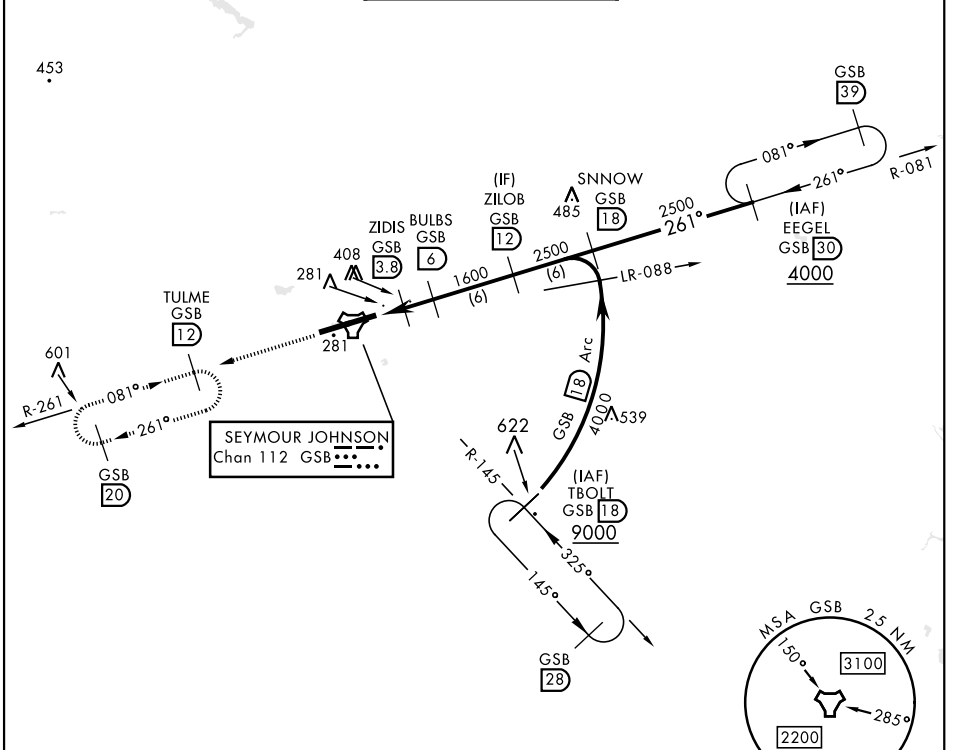 453
GSB
39
081°
261°
R-081
(IAF)
EEGEL
GSB 30
4000
SNNOW
GSB
18
485
2500
261°
(IF)
ZILOB
GSB
12
2500
(6)
LR-088
BULBS
GSB
6
ZIDIS
GSB
3.8
1600
(6)
408
281
281
TULME
GSB
12
601
R-261
081°
261°
GSB
20
SEYMOUR JOHNSON
Chan 112 GSB
GSB 18 Arc
4000
539
622
R-145
(IAF)
TBOLT
GSB 18
9000
325°
145°
GSB
28
MSA GSB 25 NM
150°
3100
285°
2200